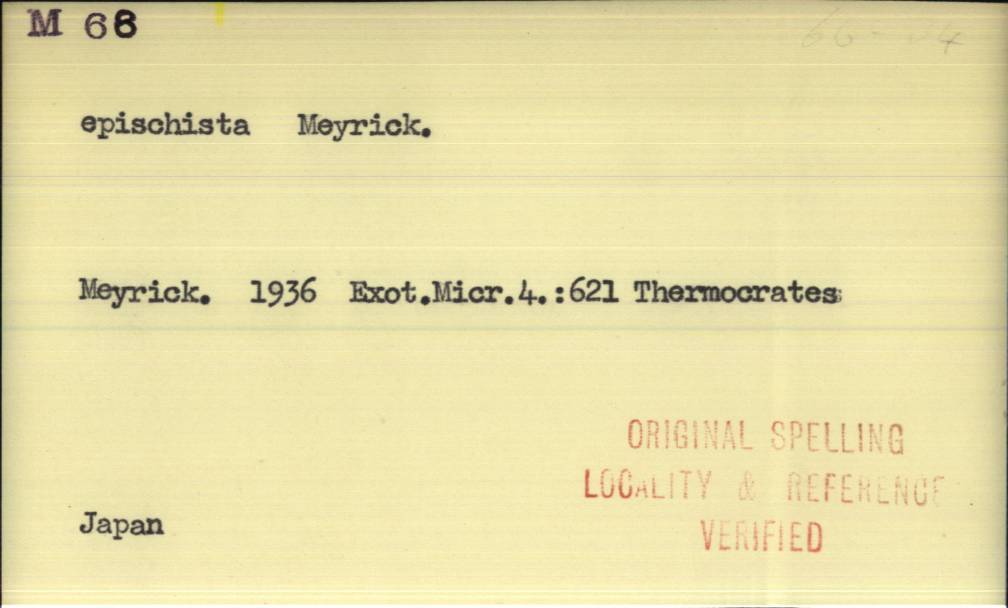 M 68
epischista Meyrick.
Meyrick. 1936 Exot.Micr.4.:621 Thermocrates
ORIGINAL SPELLING
LOCALITY & REFERENCE
VERIFIED
Japan